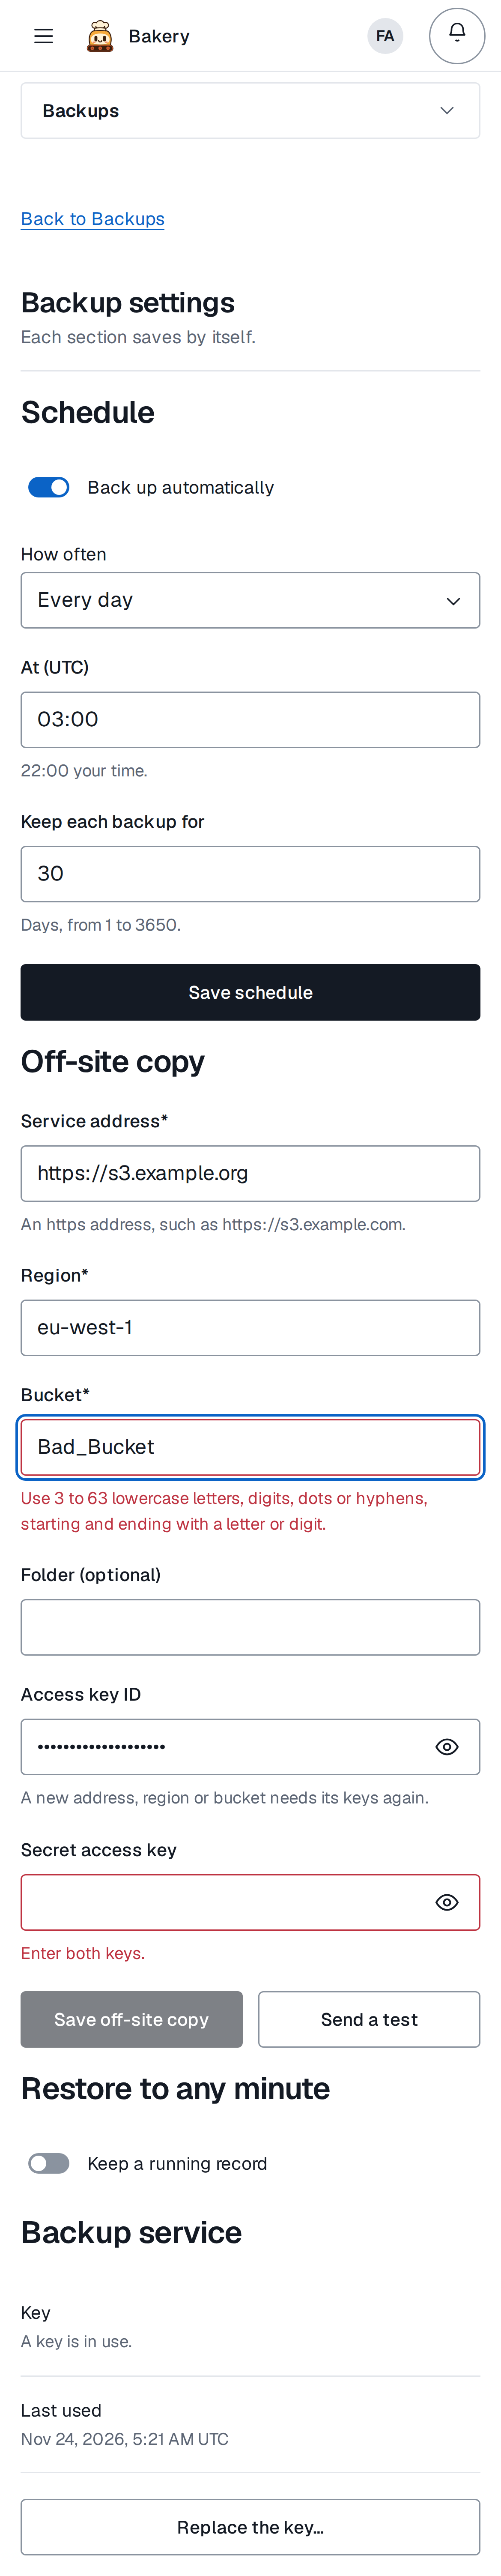 Bakery
FA
Backups
Back to Backups
Backup settings
Each section saves by itself.
Schedule
Back up automatically
How often
Every day
At (UTC)
03:00
22:00 your time.
Keep each backup for
30
Days, from 1 to 3650.
Save schedule
Off-site copy
Service address*
https://s3.example.org
An https address, such as https://s3.example.com.
Region*
eu-west-1
Bucket*
Bad_Bucket
Use 3 to 63 lowercase letters, digits, dots or hyphens,
starting and ending with a letter or digit.
Folder (optional)
Access key ID
••••••••••••••••••••
A new address, region or bucket needs its keys again.
Secret access key
Enter both keys.
Save off-site copy
Send a test
Restore to any minute
Keep a running record
Backup service
Key
A key is in use.
Last used
Nov 24, 2026, 5:21 AM UTC
Replace the key...